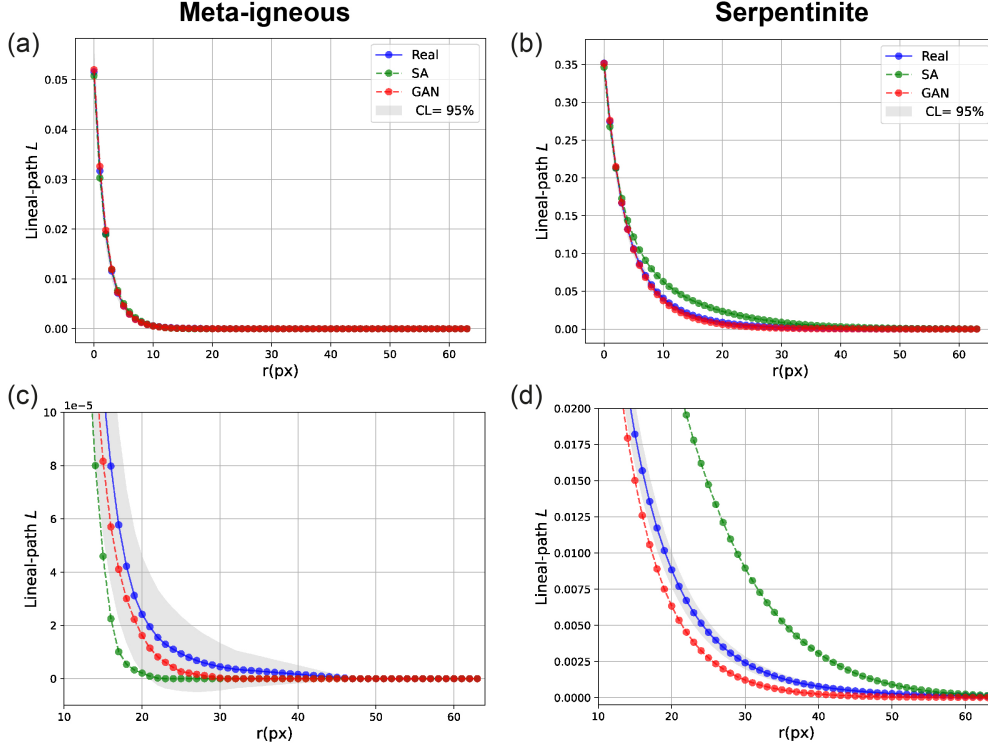 Meta-igneous
Serpentinite
(a)
(b)
Real
SA
GAN
CL= 95%
Real
SA
GAN
CL= 95%
Lineal-path L
0.05
0.04
0.03
0.02
0.01
0.00
0 10 20 30 40 50 60
r(px)
Lineal-path L
0.35
0.30
0.25
0.20
0.15
0.10
0.05
0.00
0 10 20 30 40 50 60
r(px)
(c)
(d)
1e−5
Lineal-path L
10
8
6
4
2
0
10 20 30 40 50 60
r(px)
Lineal-path L
0.0200
0.0175
0.0150
0.0125
0.0100
0.0075
0.0050
0.0025
0.0000
10 20 30 40 50 60
r(px)